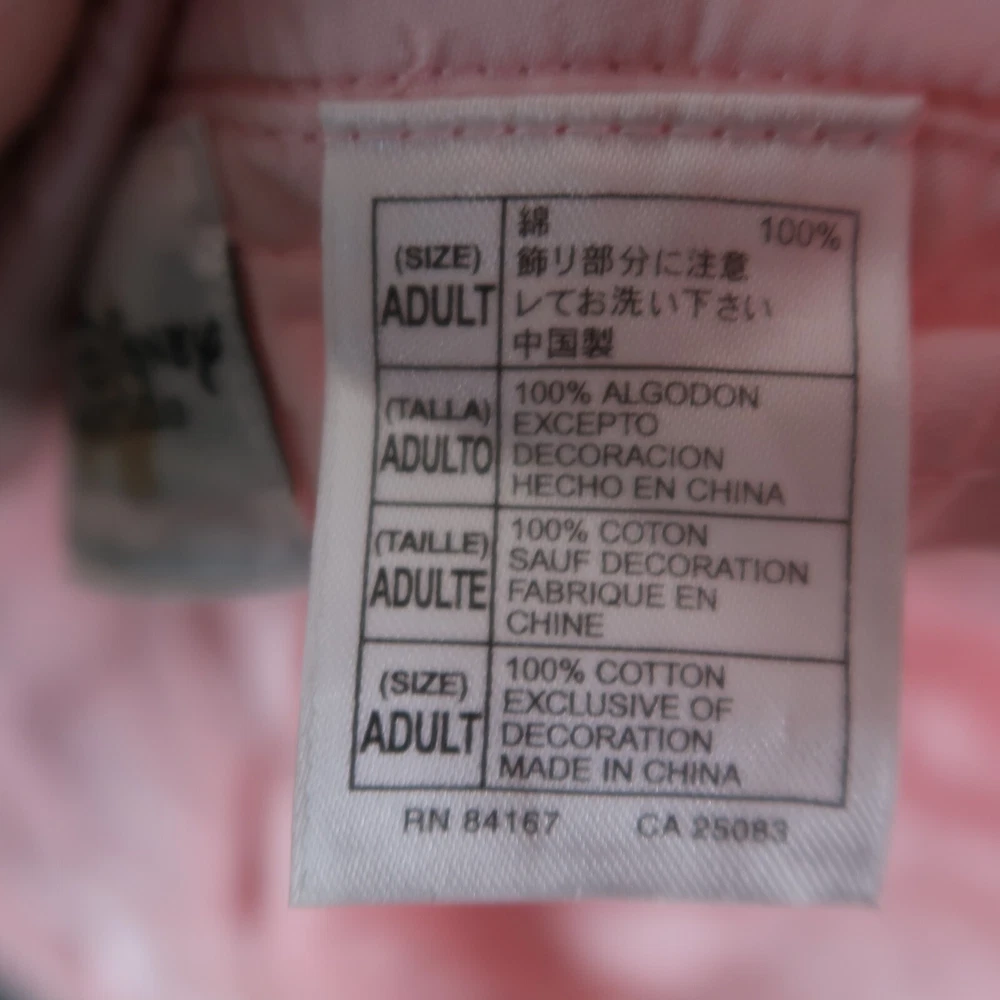 (SIZE)
ADULT
綿 100%
飾リ部分に注意
レてお洗い下さい
中国製
(TALLA)
ADULTO
100% ALGODON
EXCEPTO
DECORACION
HECHO EN CHINA
(TAILLE)
ADULTE
100% COTON
SAUF DECORATION
FABRIQUE EN
CHINE
(SIZE)
ADULT
100% COTTON
EXCLUSIVE OF
DECORATION
MADE IN CHINA
RN 84167 CA 25083